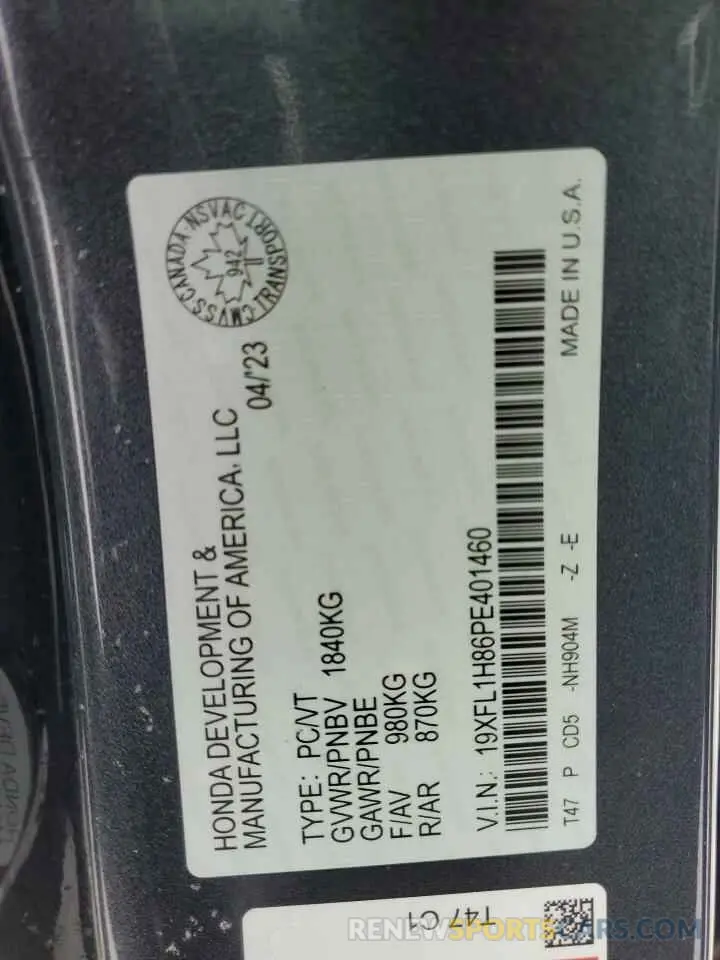 HONDA DEVELOPMENT &
MANUFACTURING OF AMERICA, LLC
04/'23
CMVSS CANADA-NSVAC TRANSPORT
942
TYPE: PC/VT
GVWR/PNBV 1840KG
GAWR/PNBE
F/AV 980KG
R/AR 870KG
V.I.N.: 19XFL1H86PE401460
T47 P CD5 -NH904M -Z -E MADE IN U.S.A.
T47 C1
RENEWSPORTSCARS.COM